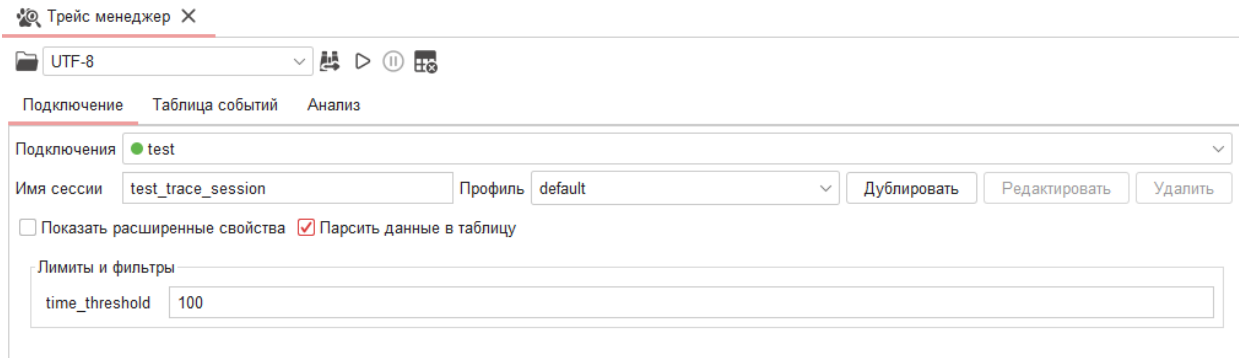 Трейс менеджер
UTF-8
Подключение Таблица событий Анализ
Подключения test
Имя сессии test_trace_session Профиль default Дублировать Редактировать Удалить
Показать расширенные свойства Парсить данные в таблицу
Лимиты и фильтры
time_threshold 100